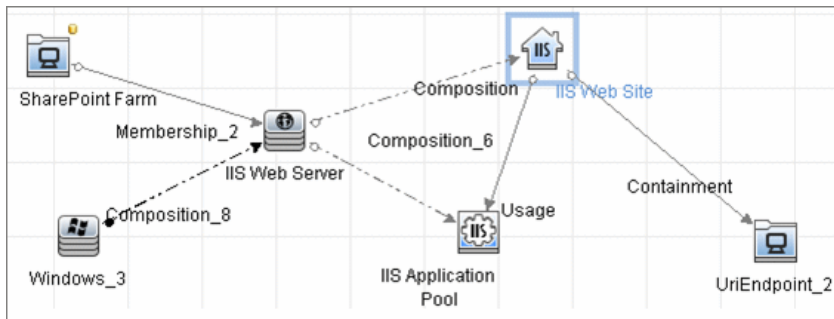 IIS
SharePoint Farm
Composition
IIS Web Site
Membership_2
Composition_6
IIS Web Server
Containment
Composition_8
Usage
IIS
Windows_3
IIS Application
Pool
UriEndpoint_2